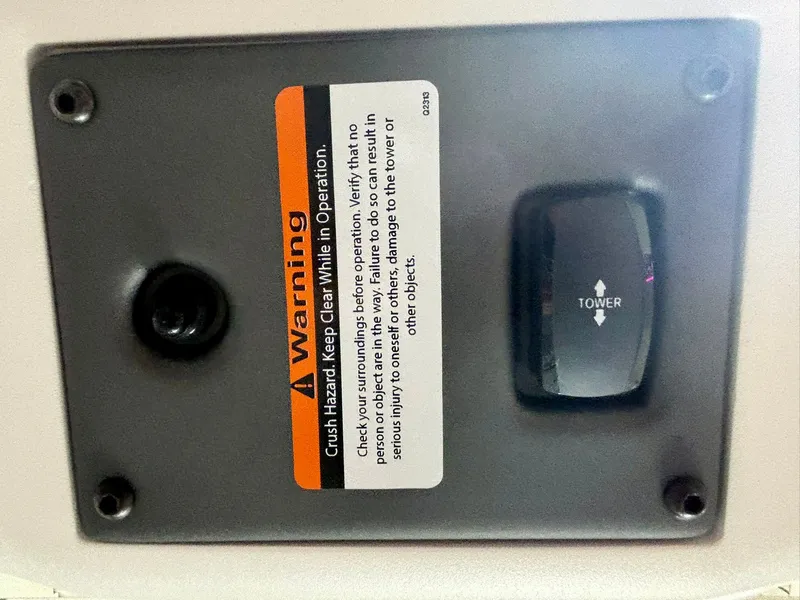 Warning
Crush Hazard. Keep Clear While in Operation.
Check your surroundings before operation. Verify that no
person or object are in the way. Failure to do so can result in
serious injury to oneself or others, damage to the tower or
other objects.
Q2313
TOWER